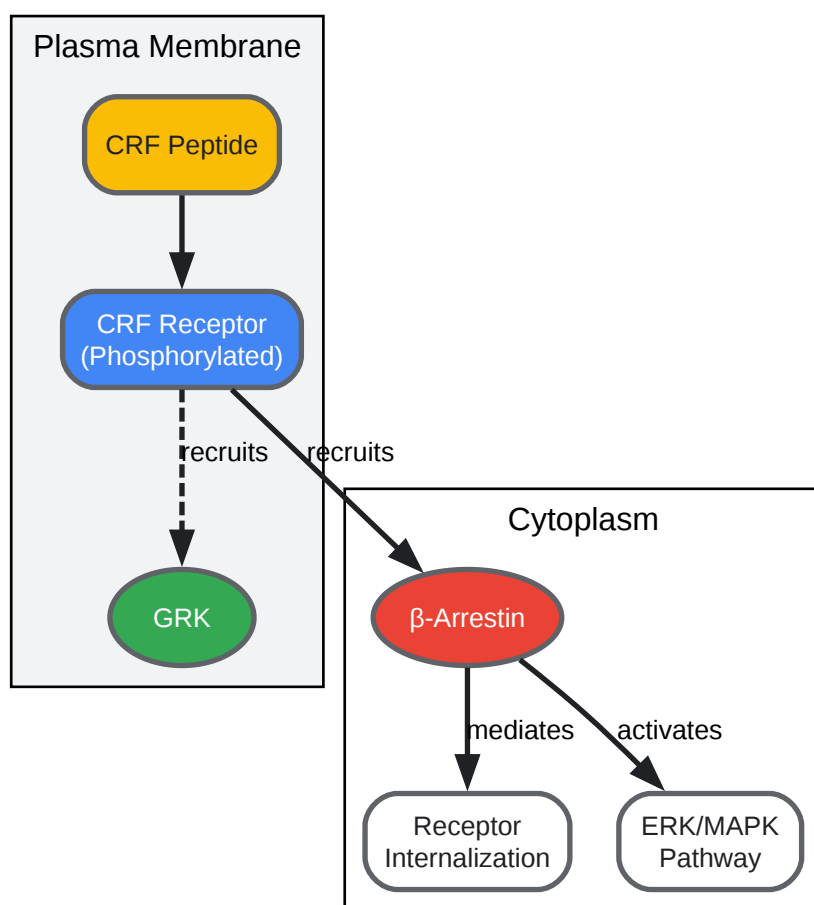 Plasma Membrane
CRF Peptide
CRF Receptor
(Phosphorylated)
recruits
recruits
GRK
Cytoplasm
β-Arrestin
mediates
activates
Receptor
Internalization
ERK/MAPK
Pathway